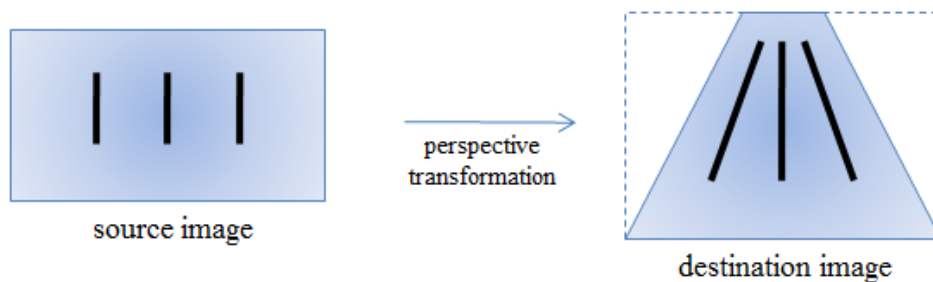 source image
perspective
transformation
destination image